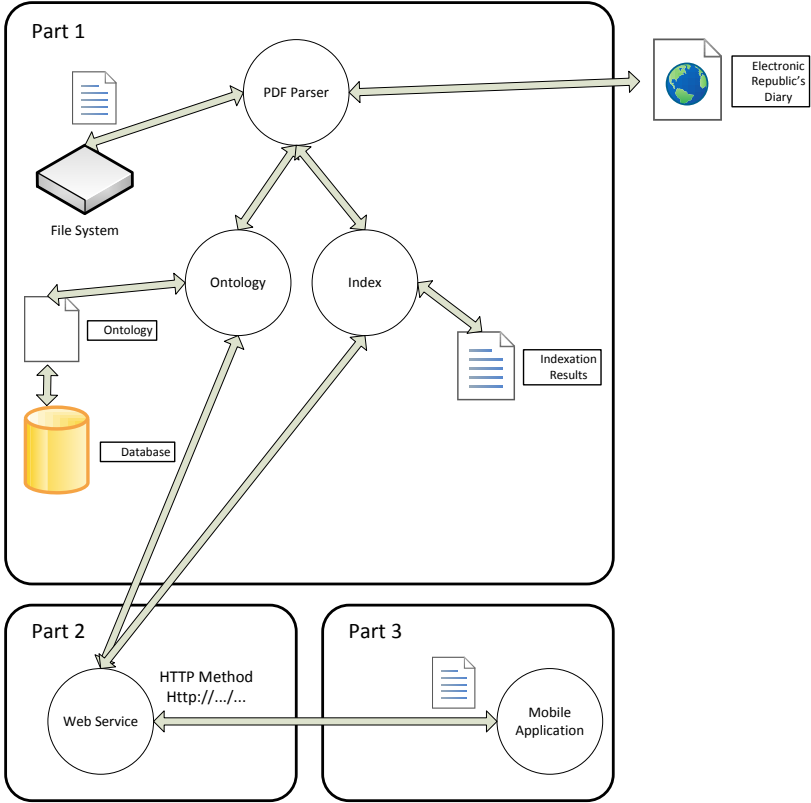 Part 1
PDF Parser
Electronic
Republic's
Diary
File System
Ontology
Index
Ontology
Indexation
Results
Database
Part 2
Part 3
HTTP Method
Http://.../...
Web Service
Mobile
Application